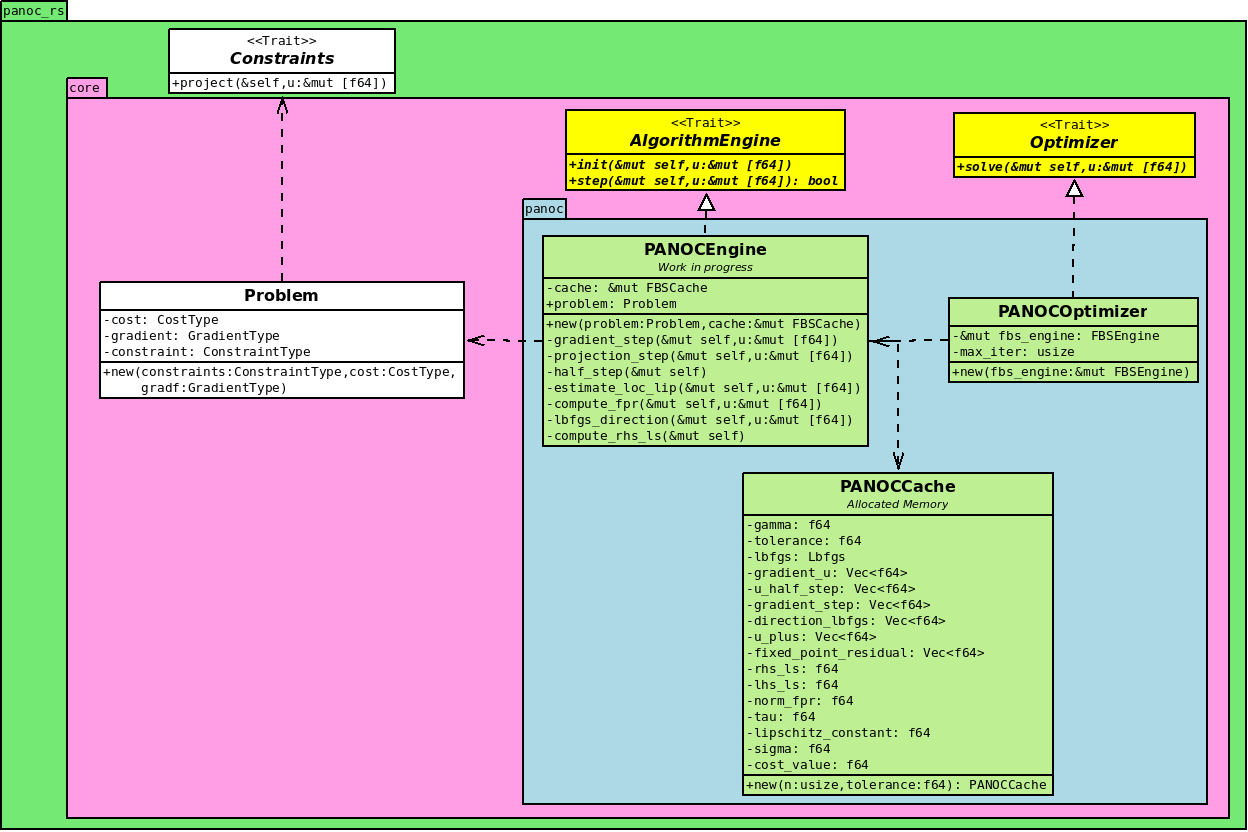 panoc_rs
<<Trait>>
Constraints
+project(&self,u:&mut [f64])
core
<<Trait>>
AlgorithmEngine
+init(&mut self,u:&mut [f64])
+step(&mut self,u:&mut [f64]): bool
<<Trait>>
Optimizer
+solve(&mut self,u:&mut [f64])
panoc
PANOCEngine
Work in progress
-cache: &mut FBSCache
+problem: Problem
+new(problem:Problem,cache:&mut FBSCache)
-gradient_step(&mut self,u:&mut [f64])
-projection_step(&mut self,u:&mut [f64])
-half_step(&mut self)
-estimate_loc_lip(&mut self,u:&mut [f64])
-compute_fpr(&mut self,u:&mut [f64])
-lbfgs_direction(&mut self,u:&mut [f64])
-compute_rhs_ls(&mut self)
Problem
-cost: CostType
-gradient: GradientType
-constraint: ConstraintType
+new(constraints:ConstraintType,cost:CostType,
gradf:GradientType)
PANOCOptimizer
-&mut fbs_engine: FBSEngine
-max_iter: usize
+new(fbs_engine:&mut FBSEngine)
PANOCCache
Allocated Memory
-gamma: f64
-tolerance: f64
-lbfgs: Lbfgs
-gradient_u: Vec<f64>
-u_half_step: Vec<f64>
-gradient_step: Vec<f64>
-direction_lbfgs: Vec<f64>
-u_plus: Vec<f64>
-fixed_point_residual: Vec<f64>
-rhs_ls: f64
-lhs_ls: f64
-norm_fpr: f64
-tau: f64
-lipschitz_constant: f64
-sigma: f64
-cost_value: f64
+new(n:usize,tolerance:f64): PANOCCache